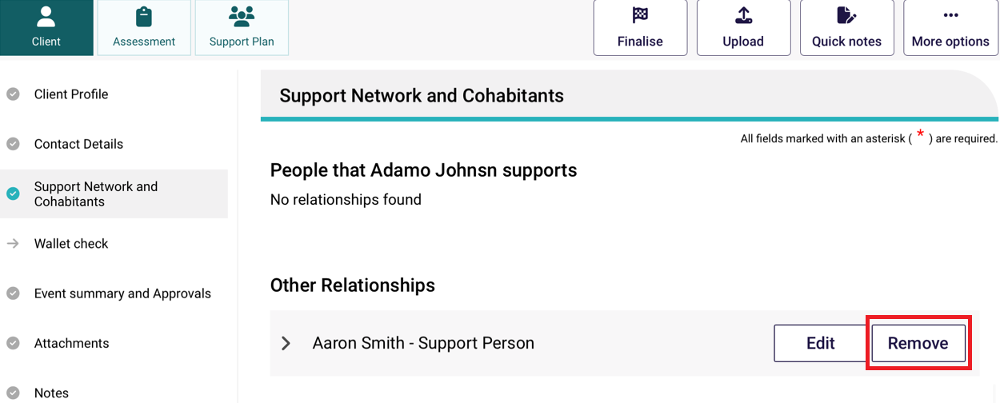 Client
Assessment
Support Plan
Finalise
Upload
Quick notes
More options
Client Profile
Contact Details
Support Network and
Cohabitants
Wallet check
Event summary and Approvals
Attachments
Notes
Support Network and Cohabitants
All fields marked with an asterisk ( * ) are required.
People that Adamo Johnsn supports
No relationships found
Other Relationships
Aaron Smith - Support Person
Edit
Remove